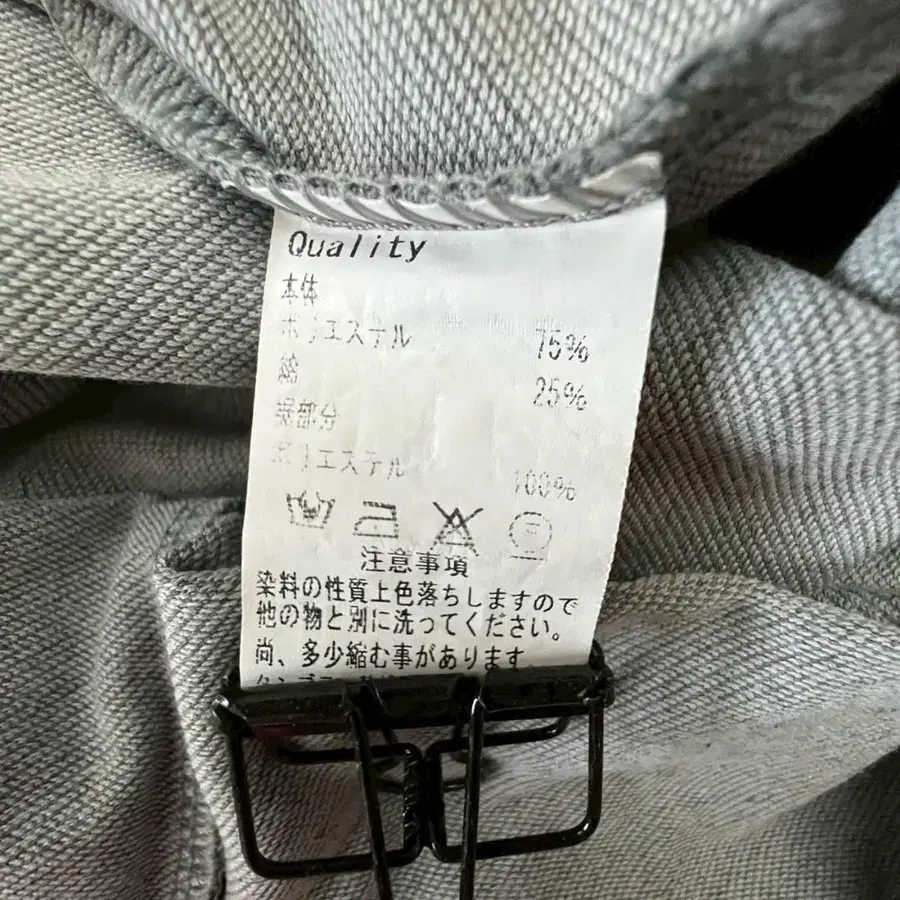 Quality
本体
ポリエステル 75%
綿 25%
裾部分
ポリエステル 100%
注意事項
染料の性質上色落ちしますので
他の物と別に洗ってください。
尚、多少縮む事があります。